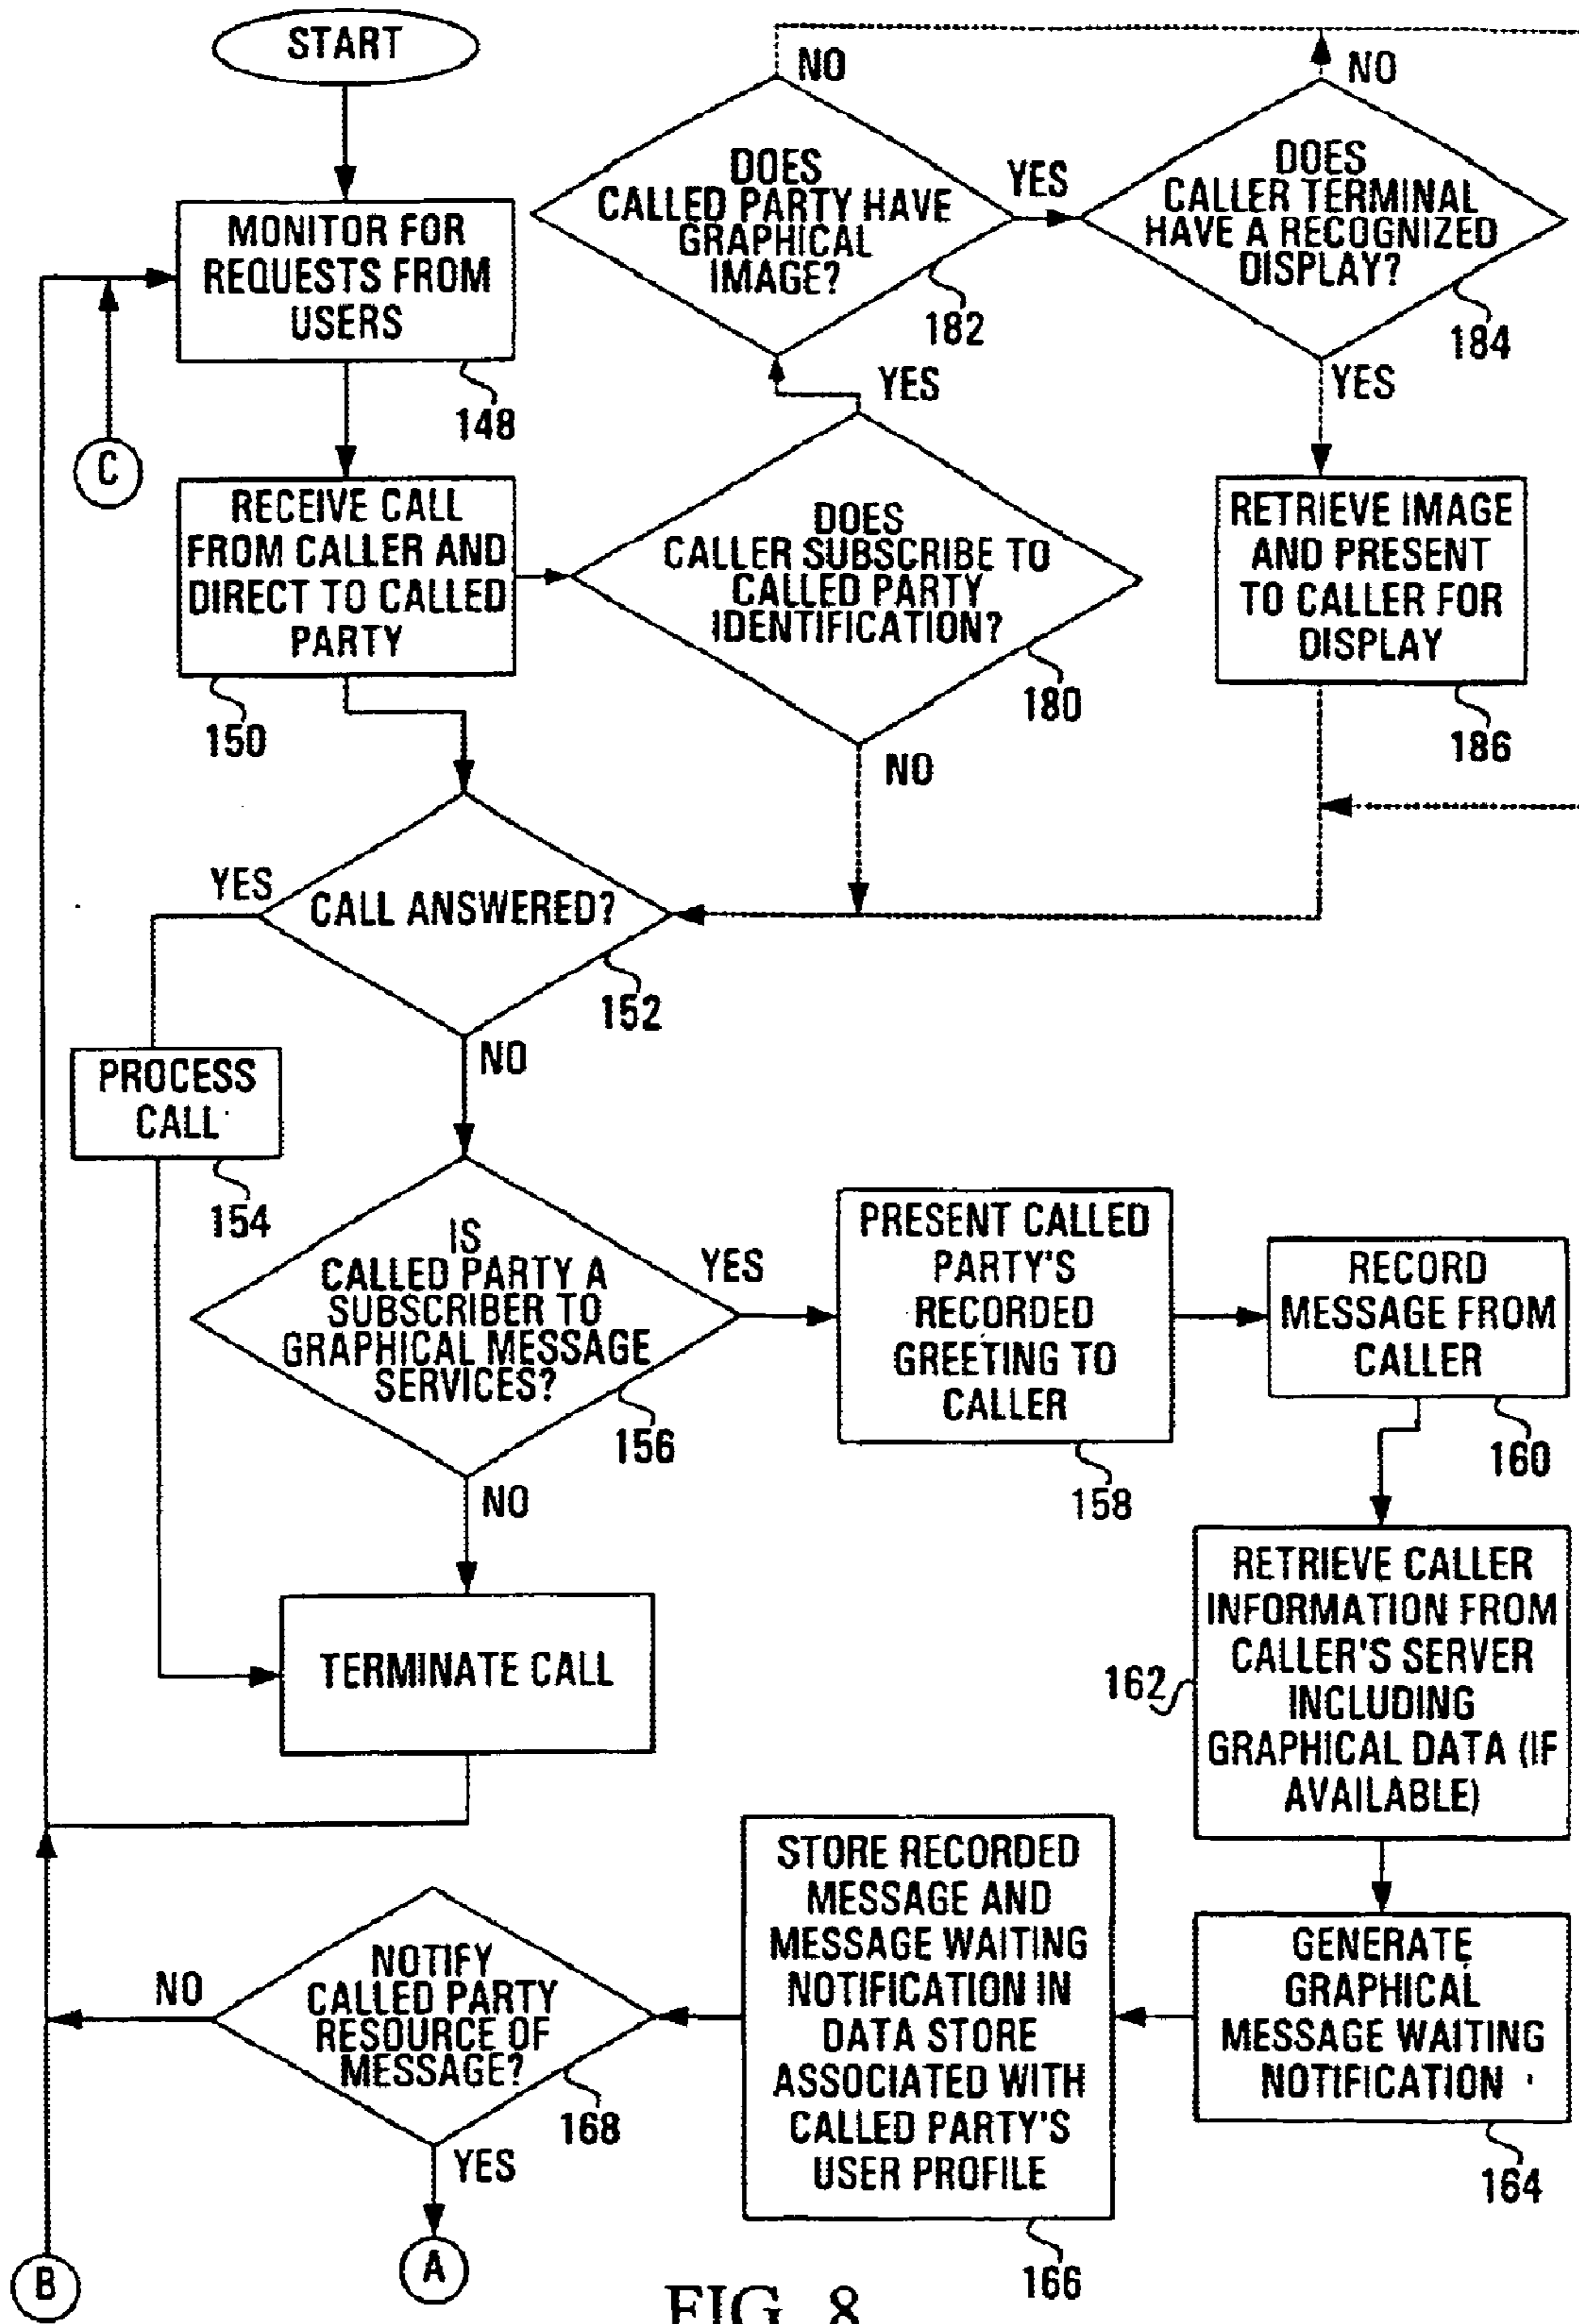 START
MONITOR FOR
REQUESTS FROM
USERS
148
C
RECEIVE CALL
FROM CALLER AND
DIRECT TO CALLED
PARTY
150
DOES
CALLER SUBSCRIBE TO
CALLED PARTY
IDENTIFICATION?
180
YES
NO
DOES
CALLED PARTY HAVE
GRAPHICAL
IMAGE?
182
NO
YES
DOES
CALLER TERMINAL
HAVE A RECOGNIZED
DISPLAY?
184
NO
YES
RETRIEVE IMAGE
AND PRESENT
TO CALLER FOR
DISPLAY
186
CALL ANSWERED?
152
YES
NO
PROCESS
CALL
154
IS
CALLED PARTY A
SUBSCRIBER TO
GRAPHICAL MESSAGE
SERVICES?
156
YES
NO
TERMINATE CALL
PRESENT CALLED
PARTY'S
RECORDED
GREETING TO
CALLER
158
RECORD
MESSAGE FROM
CALLER
160
RETRIEVE CALLER
INFORMATION FROM
CALLER'S SERVER
INCLUDING
GRAPHICAL DATA (IF
AVAILABLE)
162
GENERATE
GRAPHICAL
MESSAGE WAITING
NOTIFICATION
164
STORE RECORDED
MESSAGE AND
MESSAGE WAITING
NOTIFICATION IN
DATA STORE
ASSOCIATED WITH
CALLED PARTY'S
USER PROFILE
166
NOTIFY
CALLED PARTY
RESOURCE OF
MESSAGE?
168
NO
YES
A
B
FIG. 8